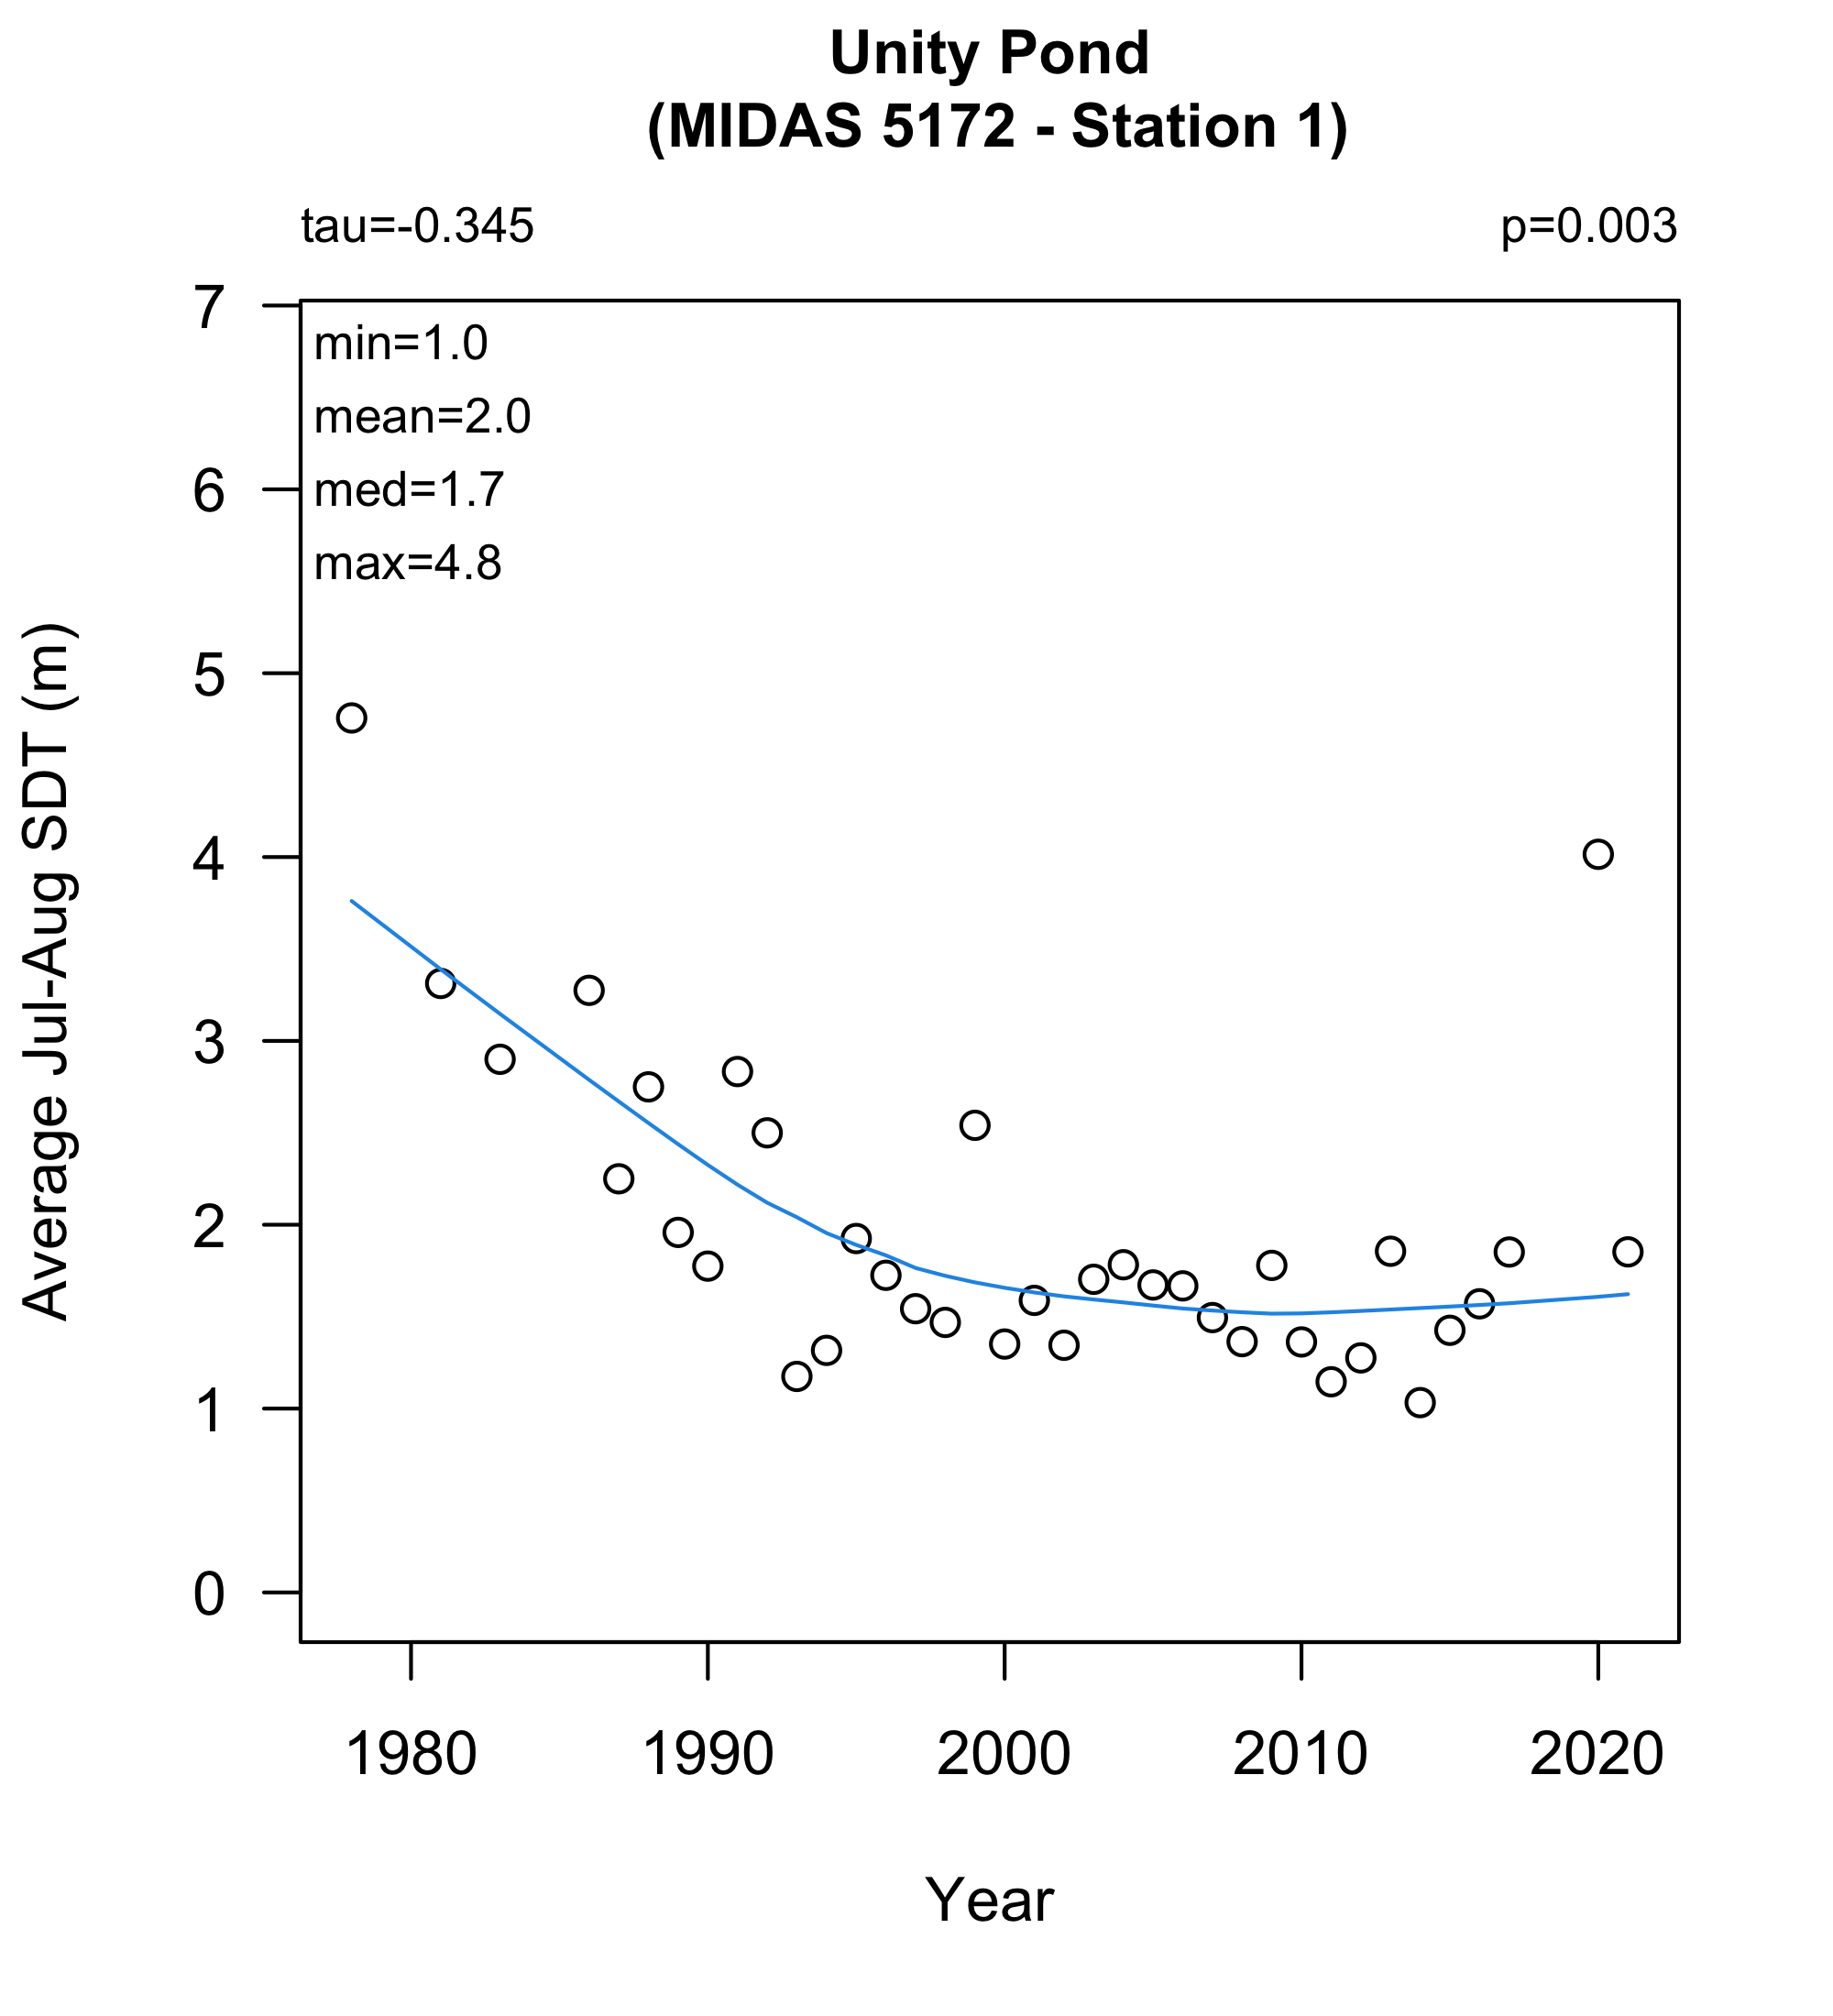 Unity Pond
(MIDAS 5172 - Station 1)
tau=-0.345
p=0.003
min=1.0
mean=2.0
med=1.7
max=4.8
Average Jul-Aug SDT (m)
7
6
5
4
3
2
1
0
1980 1990 2000 2010 2020
Year